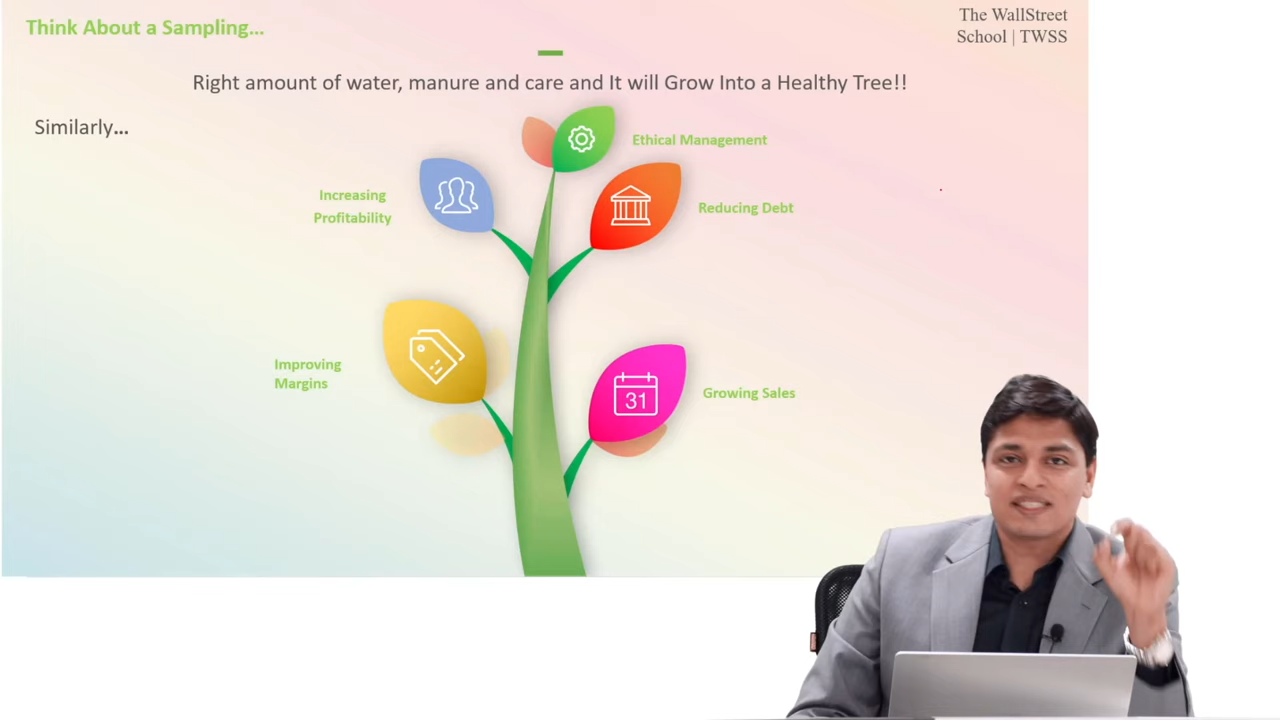 Think About a Sampling...
The WallStreet
School | TWSS
Right amount of water, manure and care and It will Grow Into a Healthy Tree!!
Similarly...
Ethical Management
Increasing
Profitability
Reducing Debt
Improving
Margins
31
Growing Sales